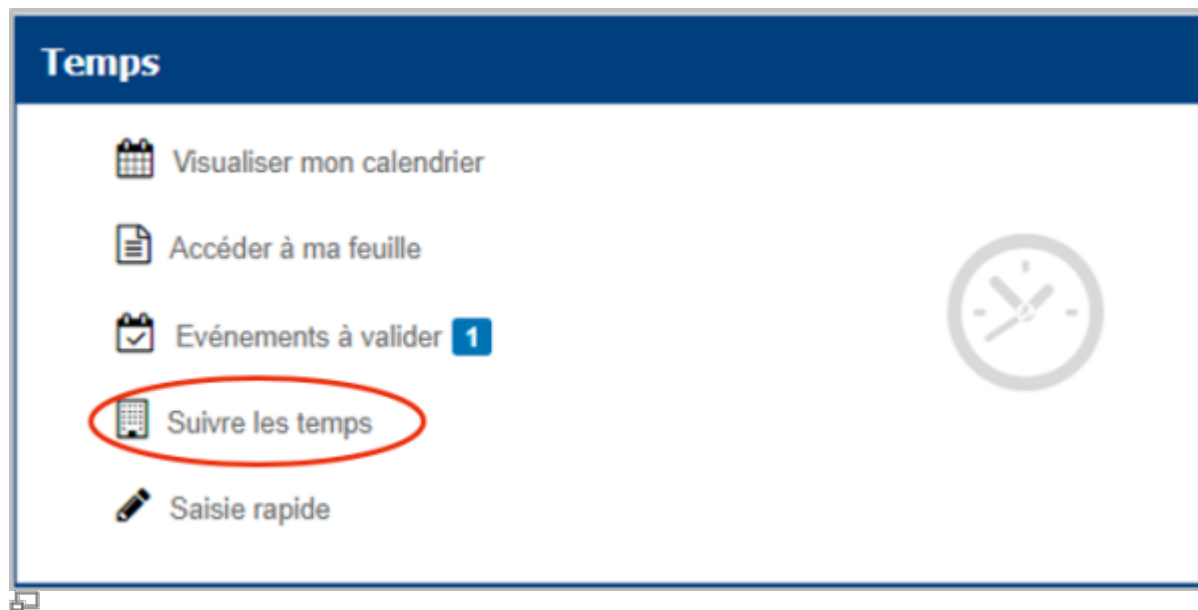 Temps
Visualiser mon calendrier
Accéder à ma feuille
Evénements à valider 1
Suivre les temps
Saisie rapide